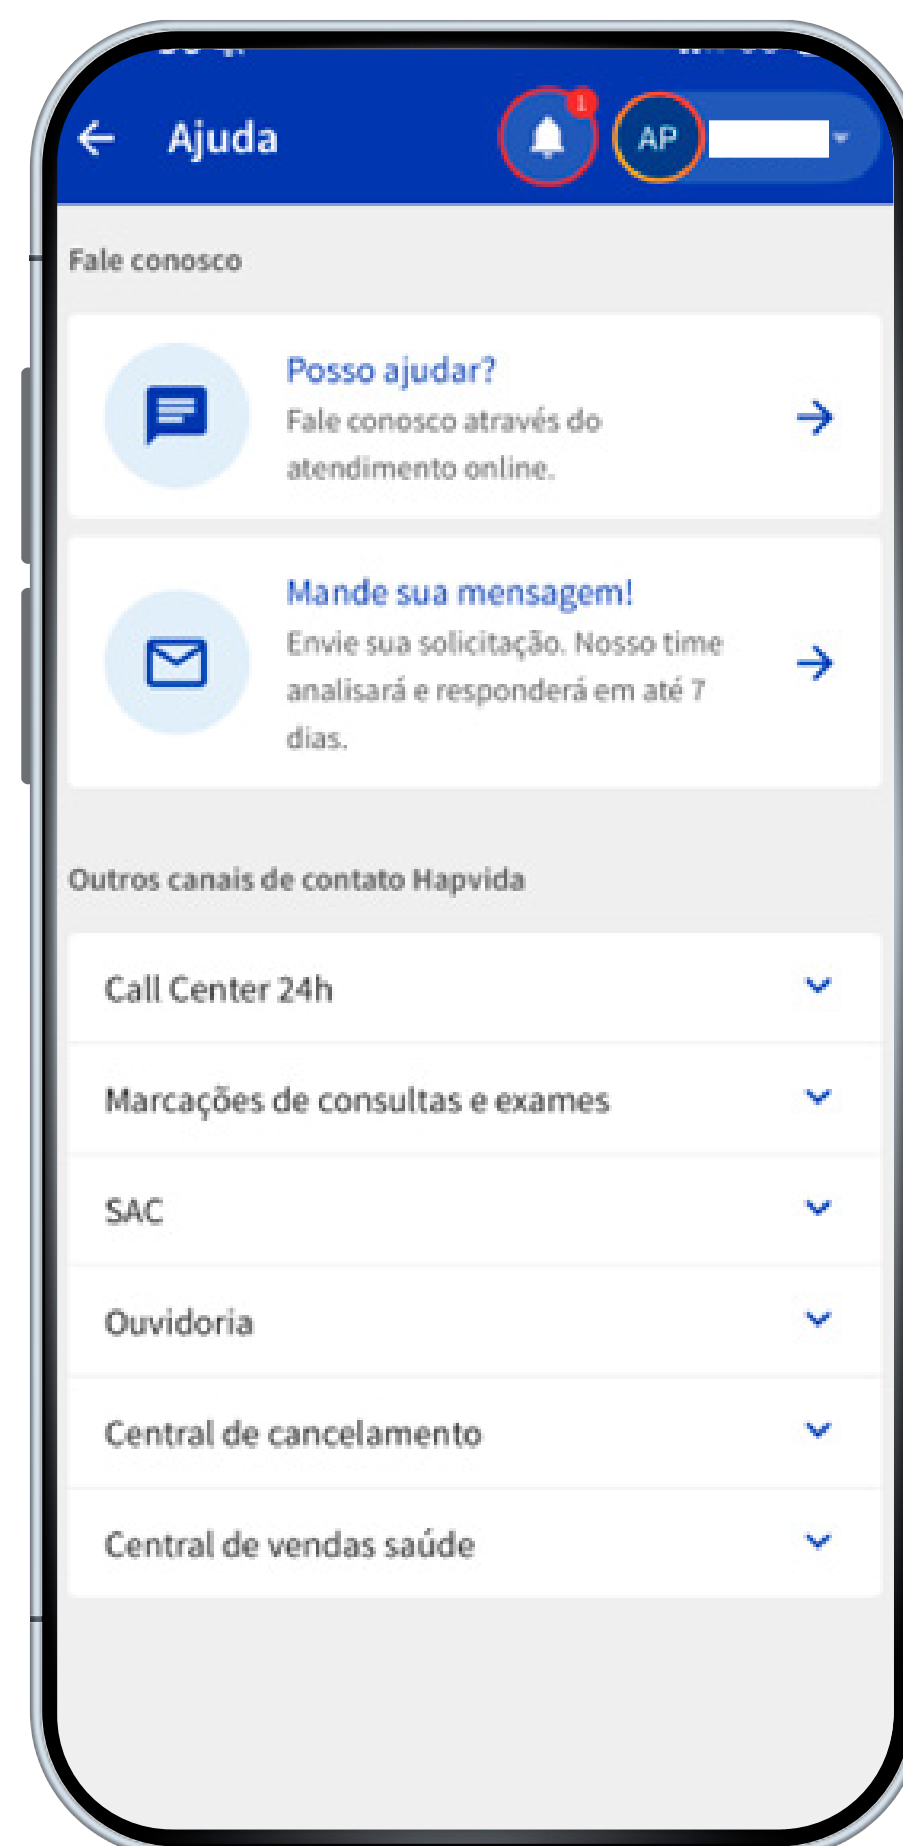 Ajuda
1
AP
Fale conosco
Posso ajudar?
Fale conosco através do
atendimento online.
Mande sua mensagem!
Envie sua solicitação. Nosso time
analisará e responderá em até 7
dias.
Outros canais de contato Hapvida
Call Center 24h
Marcações de consultas e exames
SAC
Ouvidoria
Central de cancelamento
Central de vendas saúde